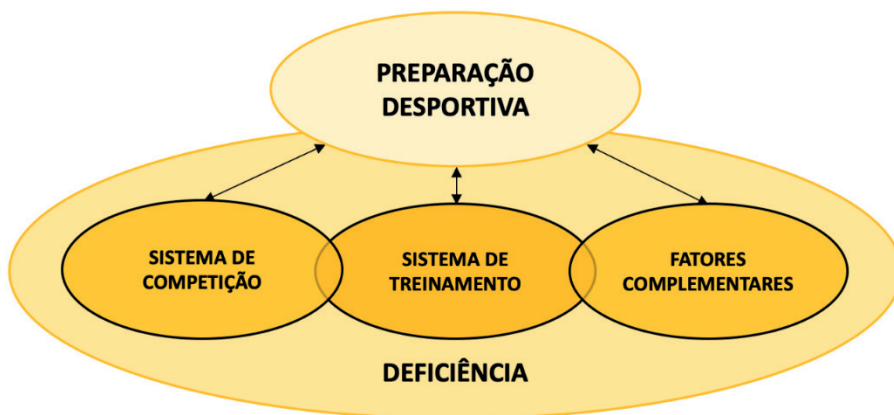 PREPARAÇÃO
DESPORTIVA
SISTEMA DE
COMPETIÇÃO
SISTEMA DE
TREINAMENTO
FATORES
COMPLEMENTARES
DEFICIÊNCIA